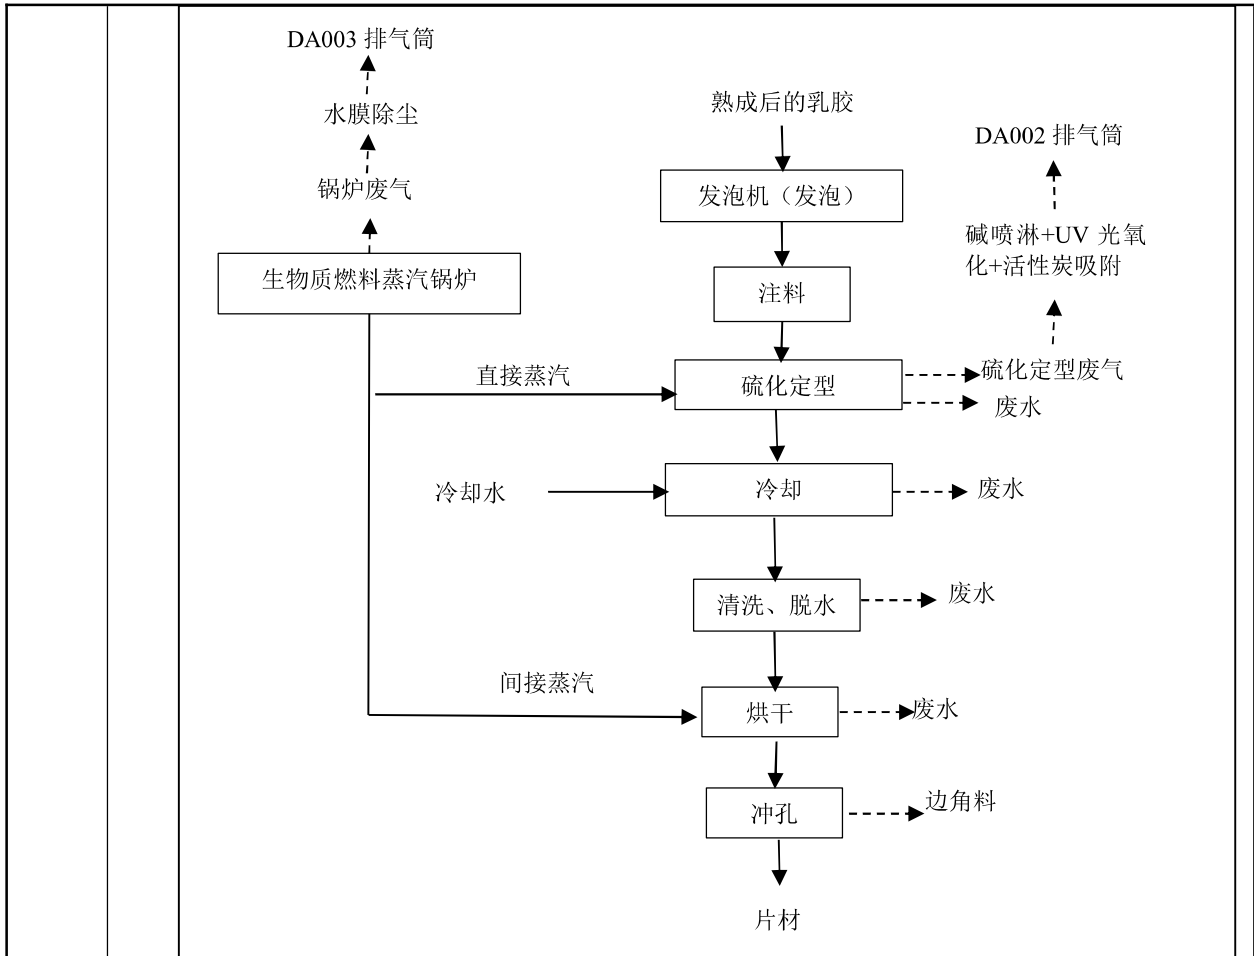 DA003 排气筒
水膜除尘
锅炉废气
生物质燃料蒸汽锅炉
熟成后的乳胶
发泡机（发泡）
注料
DA002 排气筒
碱喷淋+UV 光氧
化+活性炭吸附
直接蒸汽
硫化定型
硫化定型废气
废水
冷却水
冷却
废水
清洗、脱水
废水
间接蒸汽
烘干
废水
冲孔
边角料
片材